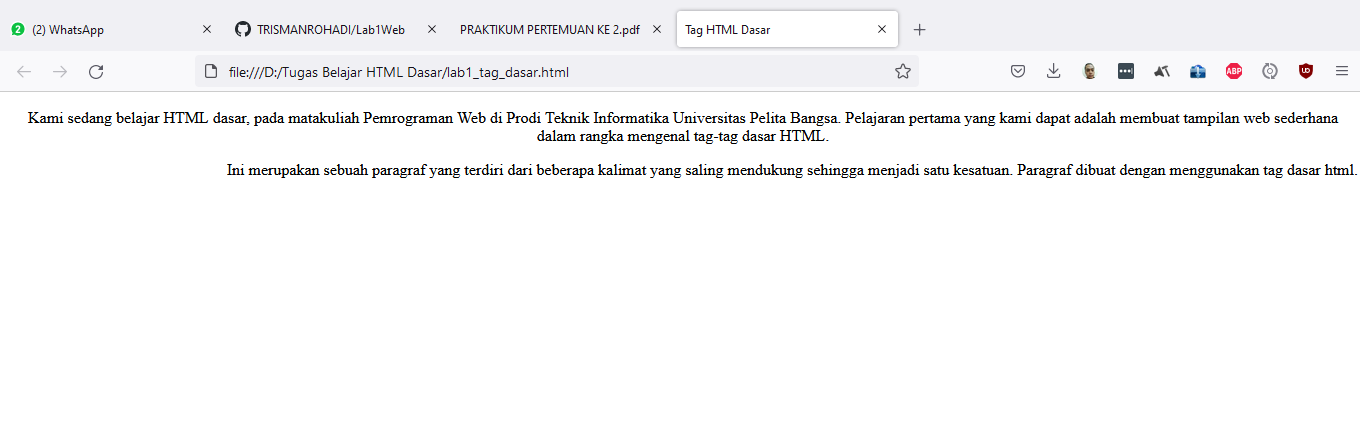 2 (2) WhatsApp
TRISMANROHADI/Lab1Web
PRAKTIKUM PERTEMUAN KE 2.pdf
Tag HTML Dasar
file:///D:/Tugas Belajar HTML Dasar/lab1_tag_dasar.html
ABP
Kami sedang belajar HTML dasar, pada matakuliah Pemrograman Web di Prodi Teknik Informatika Universitas Pelita Bangsa. Pelajaran pertama yang kami dapat adalah membuat tampilan web sederhana
dalam rangka mengenal tag-tag dasar HTML.
Ini merupakan sebuah paragraf yang terdiri dari beberapa kalimat yang saling mendukung sehingga menjadi satu kesatuan. Paragraf dibuat dengan menggunakan tag dasar html.